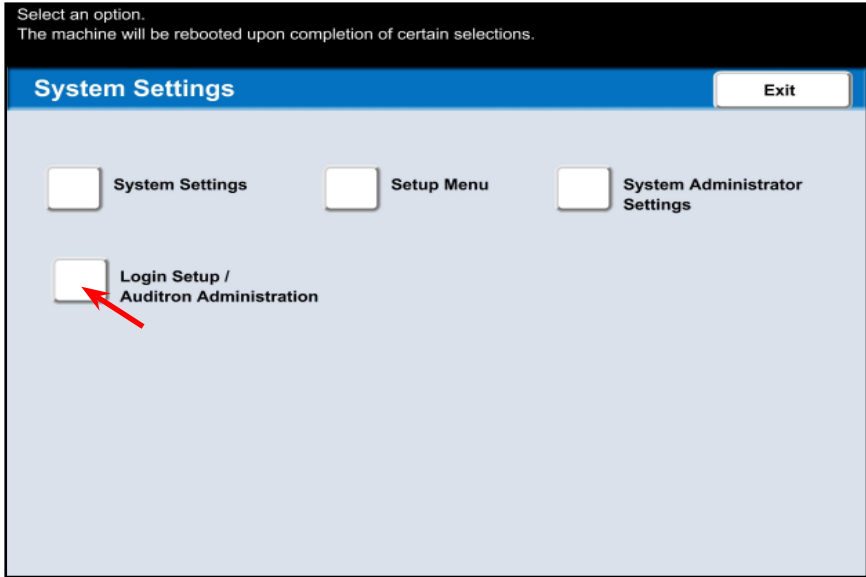 Select an option.
The machine will be rebooted upon completion of certain selections.
System Settings
Exit
System Settings
Setup Menu
System Administrator
Settings
Login Setup /
Auditron Administration